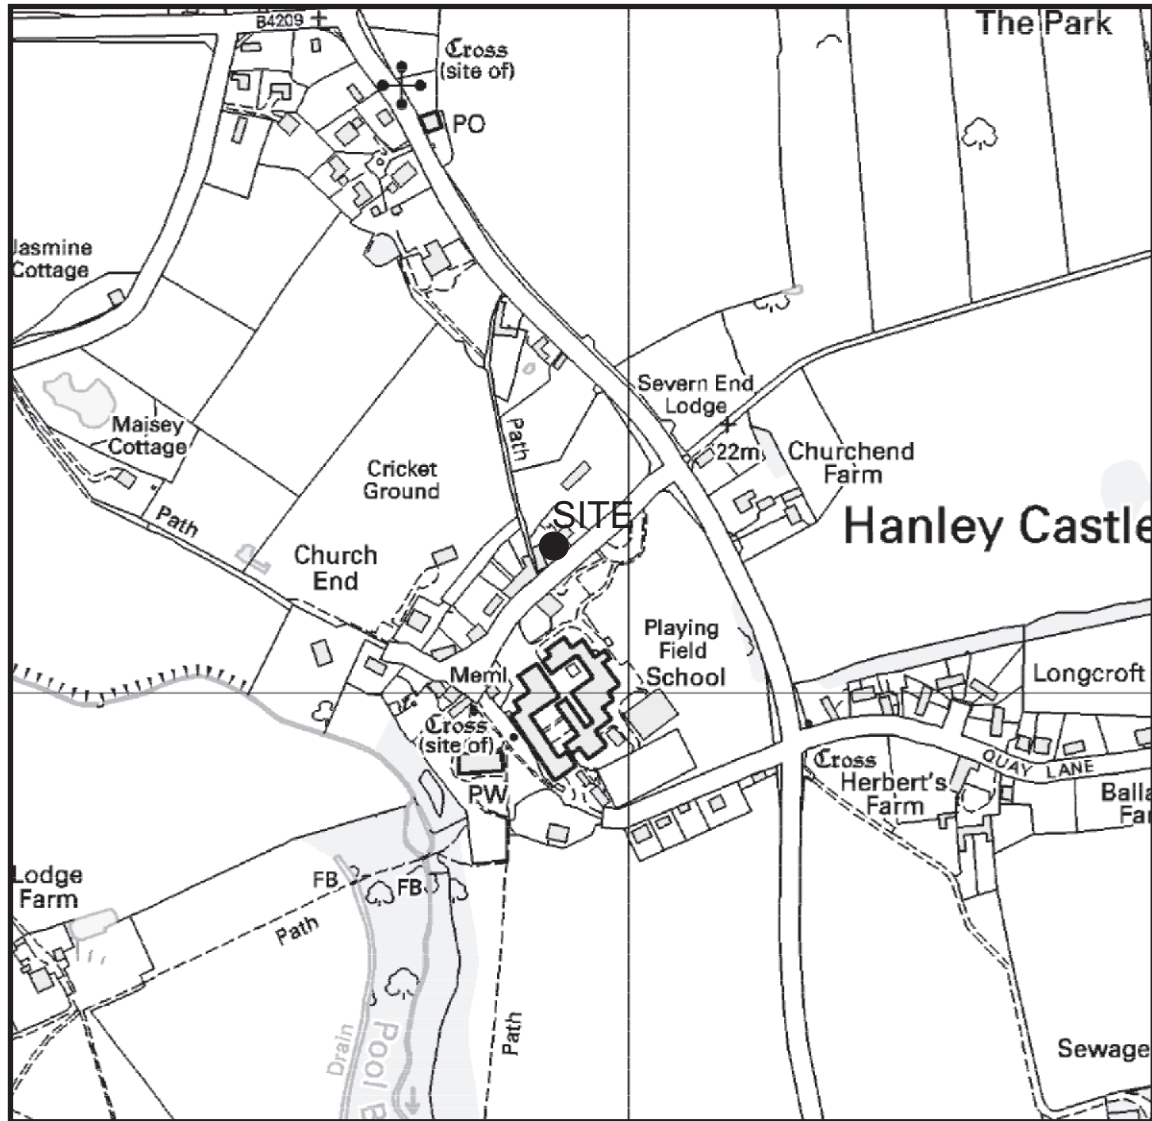 B4209
The Park
Cross
(site of)
PO
Jasmine
Cottage
Severn End
Lodge
22m
Maisey
Cottage
Path
Cricket
Ground
Churchend
Farm
Path
SITE
Hanley Castle
Church
End
Playing
Field
School
Meml
Longcroft
Cross
(site of)
PW
Cross
QUAY LANE
Herbert's
Farm
Balla
Fa
Lodge
Farm
FB
FB
Path
Path
Drain
Pool B
Sewage